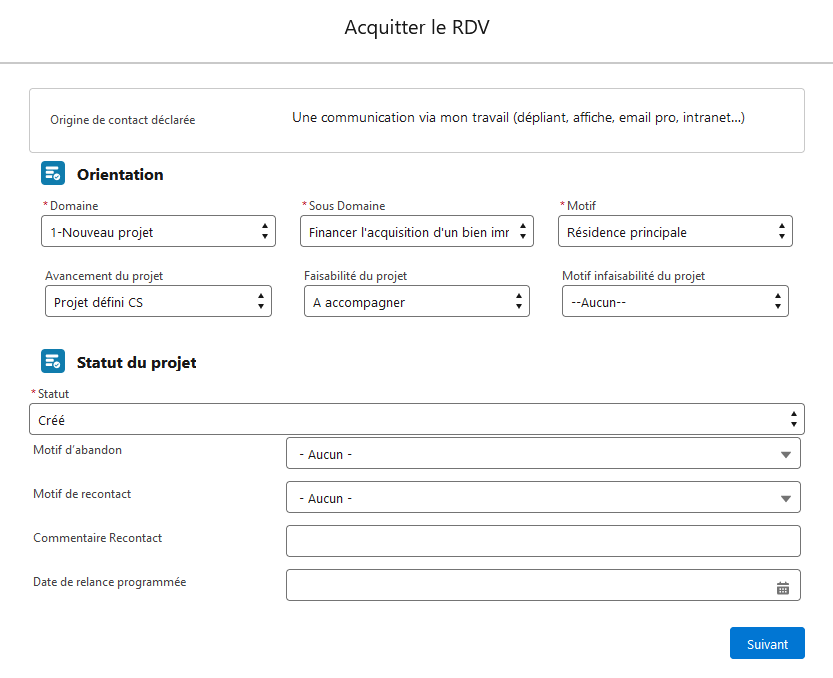 Acquitter le RDV
Origine de contact déclarée
Une communication via mon travail (dépliant, affiche, email pro, intranet...)
Orientation
*Domaine
*Sous Domaine
*Motif
1-Nouveau projet
Financer l'acquisition d'un bien imr
Résidence principale
Avancement du projet
Faisabilité du projet
Motif infaisabilité du projet
Projet défini CS
A accompagner
--Aucun--
Statut du projet
*Statut
Créé
Motif d'abandon
- Aucun -
Motif de recontact
- Aucun -
Commentaire Recontact
Date de relance programmée
Suivant